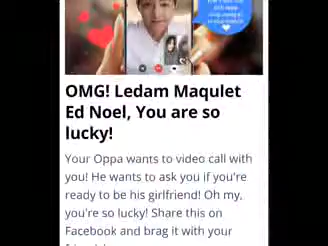 OMG! Ledam Maqulet
Ed Noel, You are so
lucky!
Your Oppa wants to video call with
you! He wants to ask you if you're
ready to be his girlfriend! Oh my,
you're so lucky! Share this on
Facebook and brag it with your